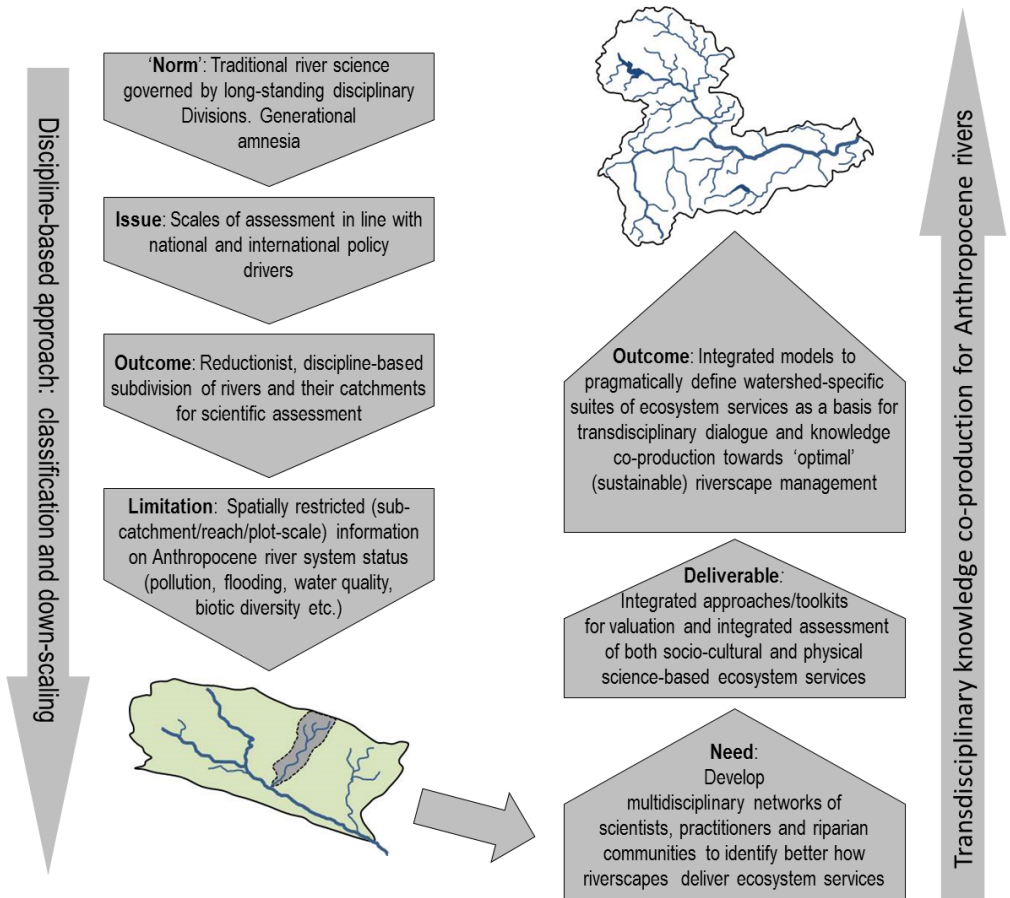 Discipline-based approach: classification and down-scaling
‘Norm’: Traditional river science
governed by long-standing disciplinary
Divisions. Generational
amnesia
Issue: Scales of assessment in line with
national and international policy
drivers
Outcome: Reductionist, discipline-based
subdivision of rivers and their catchments
for scientific assessment
Limitation: Spatially restricted (sub-
catchment/reach/plot-scale) information
on Anthropocene river system status
(pollution, flooding, water quality,
biotic diversity etc.)
Need:
Develop
multidisciplinary networks of
scientists, practitioners and riparian
communities to identify better how
riverscapes deliver ecosystem services
Deliverable:
Integrated approaches/toolkits
for valuation and integrated assessment
of both socio-cultural and physical
science-based ecosystem services
Outcome: Integrated models to
pragmatically define watershed-specific
suites of ecosystem services as a basis for
transdisciplinary dialogue and knowledge
co-production towards ‘optimal’
(sustainable) riverscape management
Transdisciplinary knowledge co-production for Anthropocene rivers